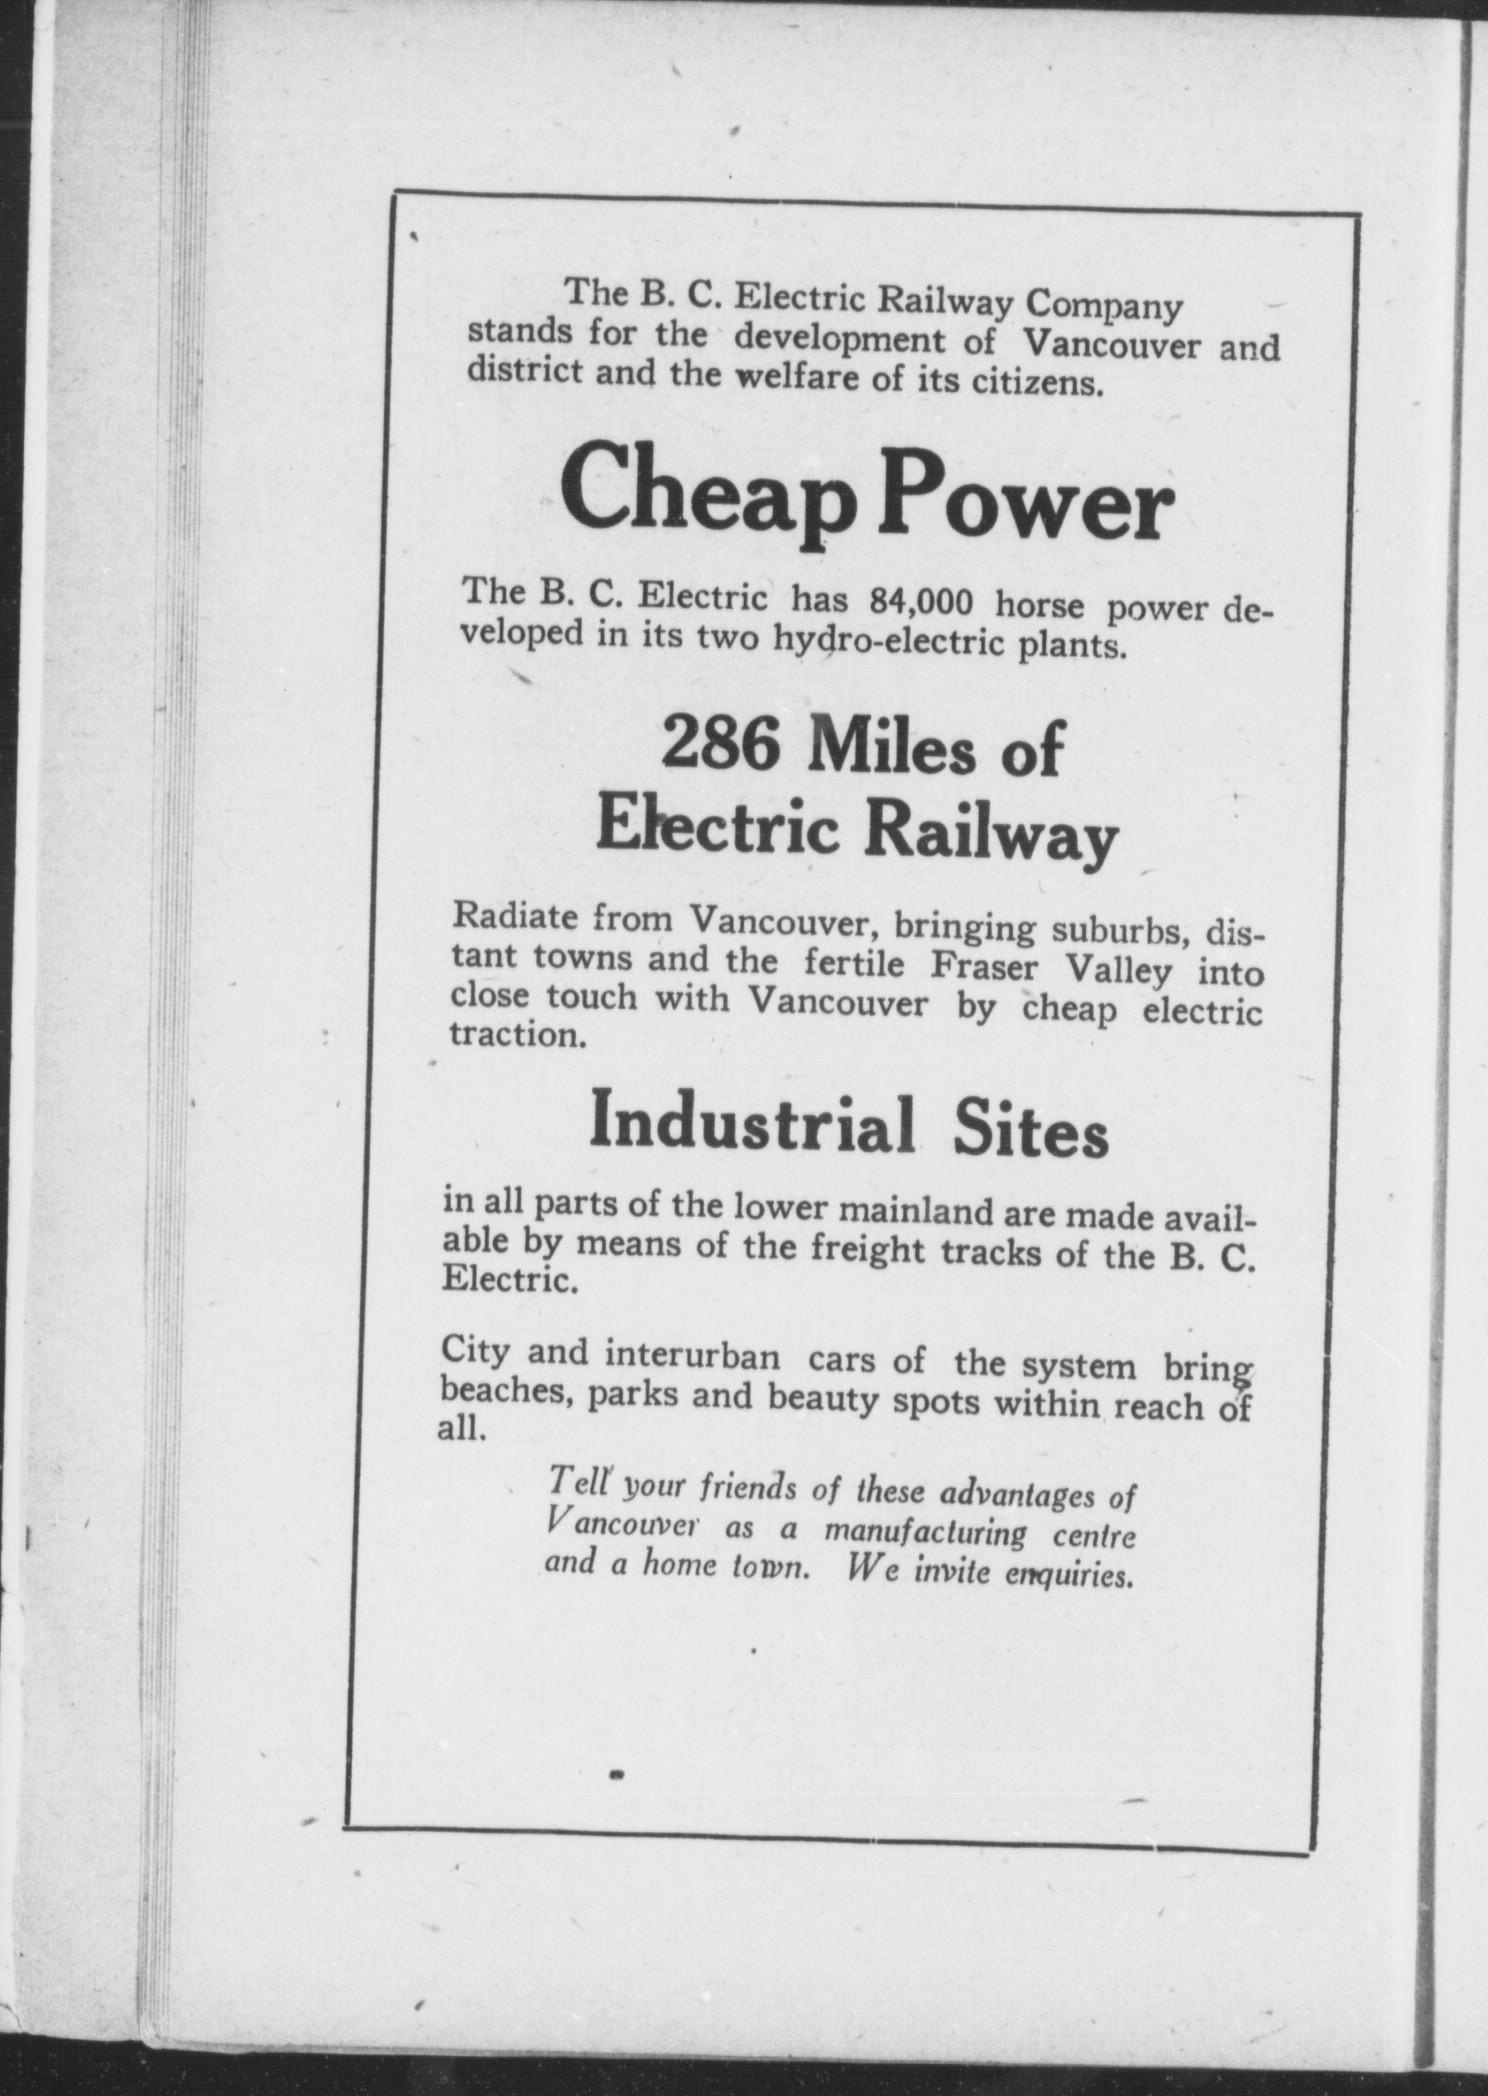 The B. C. Electric Railway Company
stands for the development of Vancouver and
district and the welfare of its citizens.
Cheap Power
The B. C. Electric has 84,000 horse power de-
veloped in its two hydro-electric plants.
286 Miles of
Electric Railway
Radiate from Vancouver, bringing suburbs, dis-
tant towns and the fertile Fraser Valley into
close touch with Vancouver by cheap electric
traction.
Industrial Sites
in all parts of the lower mainland are made avail-
able by means of the freight tracks of the B. C.
Electric.
City and interurban cars of the system bring
beaches, parks and beauty spots within reach of
all.
Tell your friends of these advantages of
Vancouver as a manufacturing centre
and a home town. We invite enquiries.